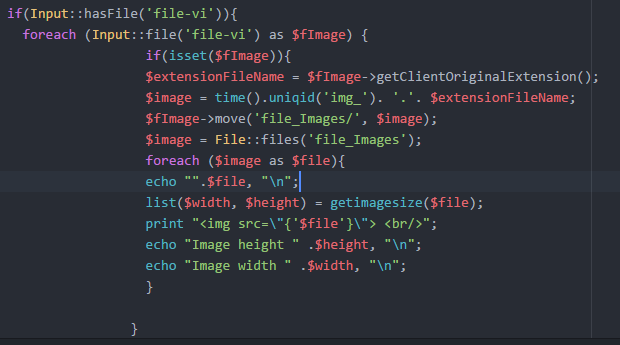 if(Input::hasFile('file-vi')){
foreach (Input::file('file-vi') as $fImage) {
if(isset($fImage)){
$extensionFileName = $fImage->getClientOriginalExtension();
$image = time().uniqid('img_'). '.'. $extensionFileName;
$fImage->move('file_Images/', $image);
$image = File::files('file_Images');
foreach ($image as $file){
echo "".$file, "\n";
list($width, $height) = getimagesize($file);
print "<img src=\"{'$file'}\"> <br/>";
echo "Image height " .$height, "\n";
echo "Image width " .$width, "\n";
}
}